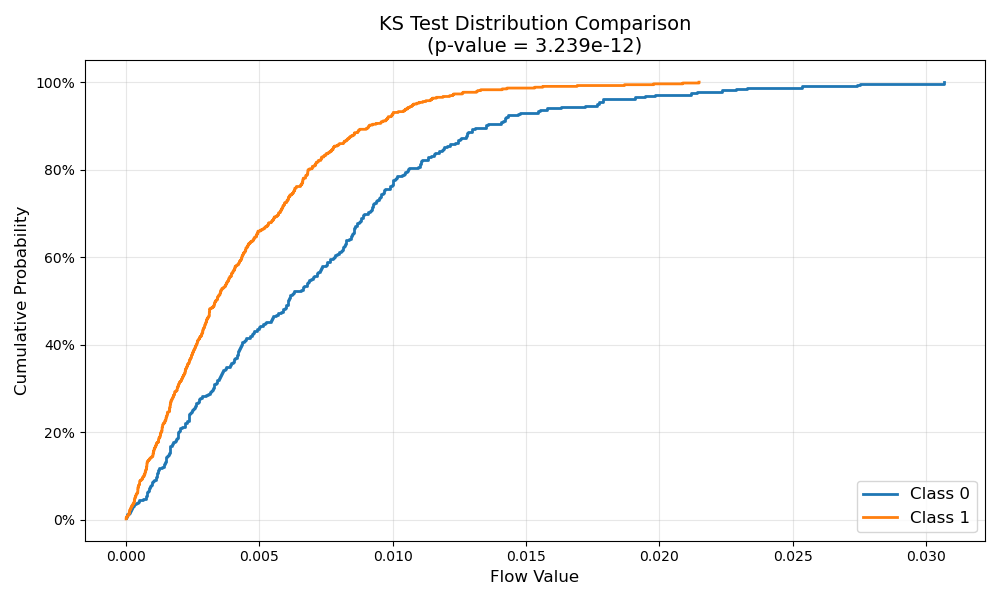 KS Test Distribution Comparison
(p-value = 3.239e-12)
Cumulative Probability
100%
80%
60%
40%
20%
0%
0.000 0.005 0.010 0.015 0.020 0.025 0.030
Flow Value
Class 0
Class 1